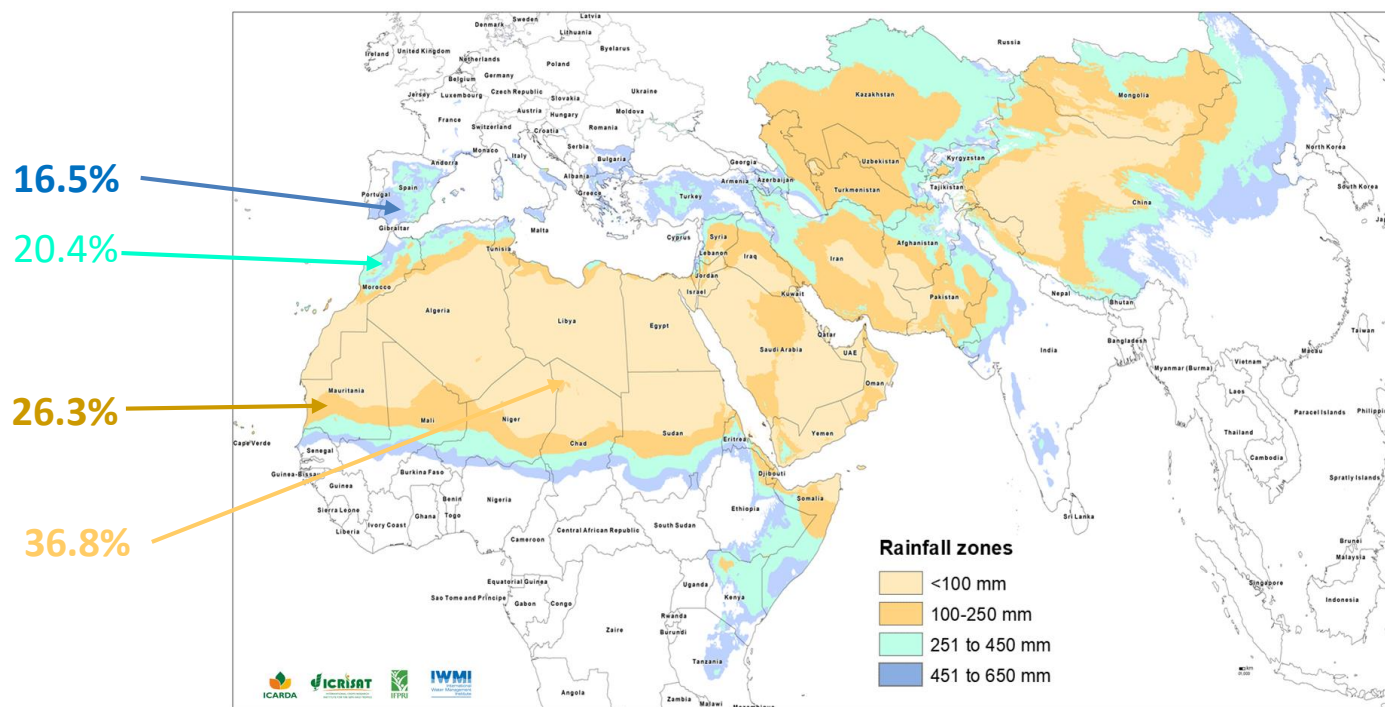 16.5%
20.4%
26.3%
36.8%
Denmark
Sweden
Latvia
Lithuania
Russia
Ireland
United Kingdom
Byelarus
Netherlands
Belgium
Germany
Poland
Jersey
Luxembourg
Czech Republic
Slovakia
Ukraine
Austria
Hungary
Moldova
France
Switzerland
Croatia
Romania
Serbia
Monaco
Italy
Bulgaria
Andorra
Albania
Greece
Portugal
Spain
Gibraltar
Malta
Georgia
Armenia
Azerbaijan
Turkey
Kazakhstan
Uzbekistan
Kyrgyzstan
Turkmenistan
Tajikistan
Mongolia
China
North Korea
South Korea
Cyprus
Syria
Lebanon
Israel
Jordan
Iraq
Kuwait
Iran
Afghanistan
Pakistan
Nepal
Bhutan
India
Bangladesh
Myanmar (Burma)
Taiwan
Macau
Vietnam
Laos
Thailand
Cambodia
Paracel Islands
Philip
Spratly Islands
Sri Lanka
Brunei
Malaysia
Singapore
Indonesia
Tunisia
Morocco
Algeria
Libya
Egypt
Saudi Arabia
Qatar
UAE
Oman
Yemen
Mauritania
Mali
Niger
Chad
Sudan
Eritrea
Djibouti
Somalia
Ethiopia
Cape Verde
Senegal
Guinea-Bissau
Guinea
Sierra Leone
Liberia
Ivory Coast
Burkina Faso
Ghana
Togo
Benin
Nigeria
Cameroon
Central African Republic
South Sudan
Equatorial Guinea
Sao Tome and Principe
Gabon
Congo
Zaire
Uganda
Kenya
Rwanda
Burundi
Tanzania
Angola
Zambia
Malawi
Rainfall zones
<100 mm
100-250 mm
251 to 450 mm
451 to 650 mm
ICARDA
ICRISAT
IFPRI
IWMI
International
Water Management
Institute